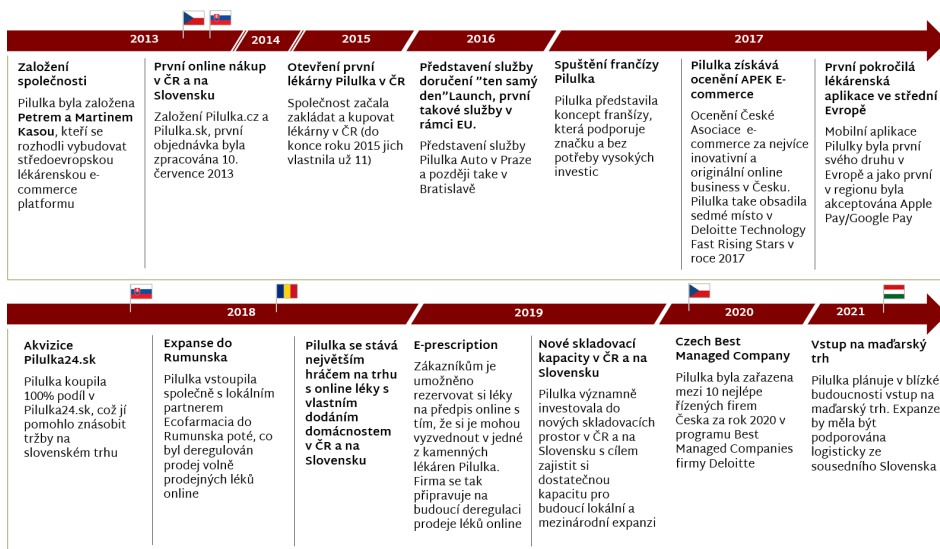 2013
2014
2015
2016
2017
Založení
společnosti
Pilulka byla založena
Petrem a Martinem
Kasou, kteří se
rozhodli vybudovat
středoevropskou
lékárenskou e-
commerce
platformu
První online nákup
v ČR a na
Slovensku
Založení Pilulka.cz a
Pilulka.sk, první
objednávka byla
zpracována 10.
července 2013
Otevření první
lékárny Pilulka v ČR
Společnost začala
zakládat a kupovat
lékárny v ČR (do
konce roku 2015 jich
vlastnila už 11)
Představení služby
doručení ”ten samý
den”Launch, první
takové služby v
rámci EU.
Představení služby
Pilulka Auto v Praze
a později take v
Bratislavě
Spuštění frančízy
Pilulka
Pilulka představila
koncept franšízy,
která podporuje
značku a bez
potřeby vysokých
investic
Pilulka získává
ocenění APEK E-
commerce
Ocenění České
Asociace e-
commerce za nejvíce
inovativní a
originální online
business v Česku.
Pilulka take obsadila
sedmé místo v
Deloitte Technology
Fast Rising Stars v
roce 2017
První pokročilá
lékárenská
aplikace ve střední
Evropě
Mobilní aplikace
Pilulky byla první
svého druhu v
Evropě a jako první
v regionu byla
akceptována Apple
Pay/Google Pay
2018
2019
2020
2021
Akvizice
Pilulka24.sk
Pilulka koupila
100% podíl v
Pilulka24.sk, což jí
pomohlo znásobit
tržby na
slovenském trhu
Expanse do
Rumunska
Pilulka vstoupila
společně s lokálním
partnerem
Ecofarmacia do
Rumunska poté, co
byl deregulován
prodej volně
prodejných léků
online
Pilulka se stává
největším
hráčem na trhu
s online léky s
vlastním
dodáním
domácnostem
v ČR a na
Slovensku
E-prescription
Zákazníkům je
umožněno
rezervovat si léky
na předpis online s
tím, že si je mohou
vyzvednout v jedné
z kamenných
lékáren Pilulka.
Firma se tak
připravuje na
budoucí deregulaci
prodeje léků online
Nové skladovací
kapacity v ČR a na
Slovensku
Pilulka významně
investovala do
nových skladovacích
prostor v ČR a na
Slovensku s cílem
zajistit si
dostatečnou
kapacitu pro
budoucí lokální a
mezinárodní expanzi
Czech Best
Managed Company
Pilulka byla zařazena
mezi 10 nejlépe
řízených firem
Česka za rok 2020 v
programu Best
Managed Companies
firmy Deloitte
Vstup na maďarský
trh
Pilulka plánuje v blízké
budoucnosti vstup na
maďarský trh. Expanze
by měla být
podporována
logisticky ze
sousedního Slovenska